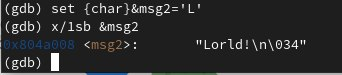 (gdb) set {char}&msg2='L'
(gdb) x/1sb &msg2
0x804a008 <msg2>:        "Lorld!\n\034"
(gdb)